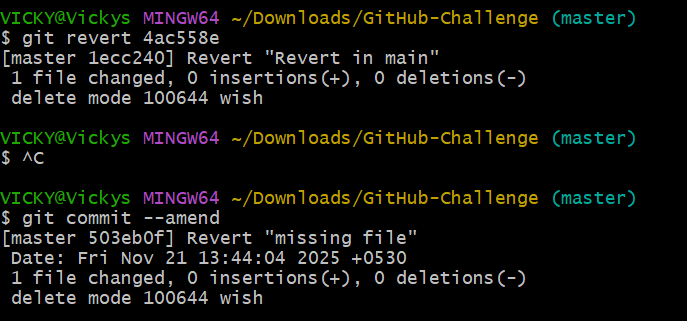 VICKY@Vickys MINGW64 ~/Downloads/GitHub-Challenge (master)
$ git revert 4ac558e
[master 1ecc240] Revert "Revert in main"
 1 file changed, 0 insertions(+), 0 deletions(-)
 delete mode 100644 wish
VICKY@Vickys MINGW64 ~/Downloads/GitHub-Challenge (master)
$ ^C
VICKY@Vickys MINGW64 ~/Downloads/GitHub-Challenge (master)
$ git commit --amend
[master 503eb0f] Revert "missing file"
 Date: Fri Nov 21 13:44:04 2025 +0530
 1 file changed, 0 insertions(+), 0 deletions(-)
 delete mode 100644 wish